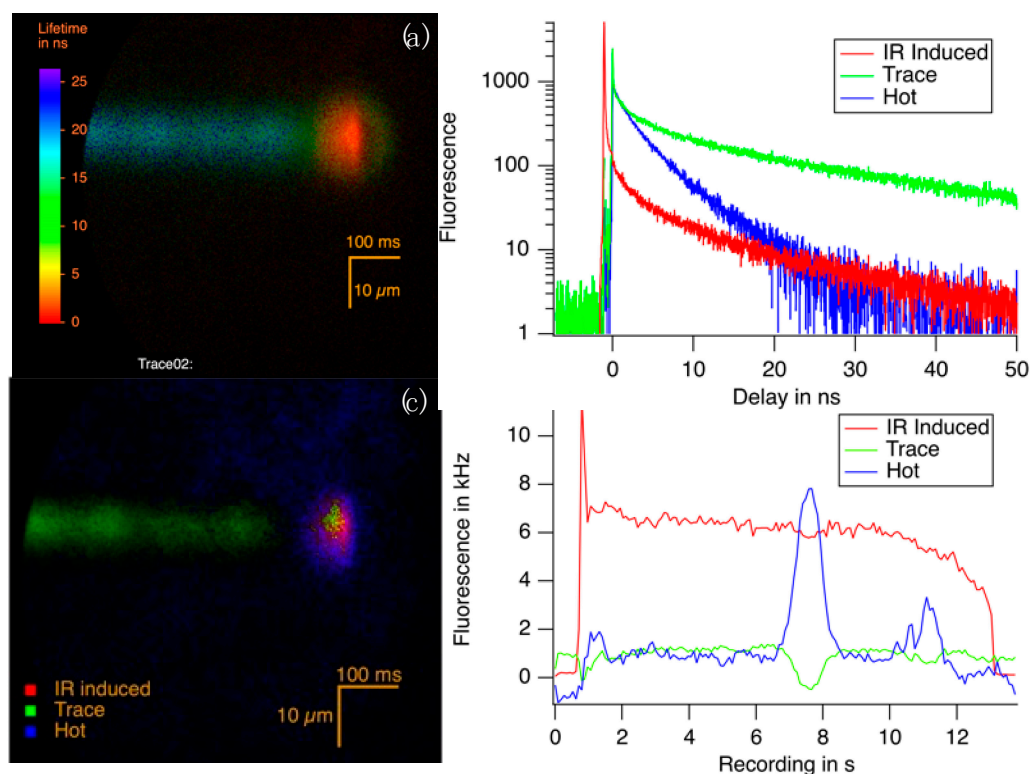 Lifetime
in ns
(a)
25
20
15
10
5
0
100 ms
10 µm
Trace02:
Fluorescence
1000
100
10
1
IR Induced
Trace
Hot
0
10
20
30
40
50
Delay in ns
(c)
IR induced
Trace
Hot
100 ms
10 µm
Fluorescence in kHz
10
8
6
4
2
0
IR Induced
Trace
Hot
0
2
4
6
8
10
12
Recording in s